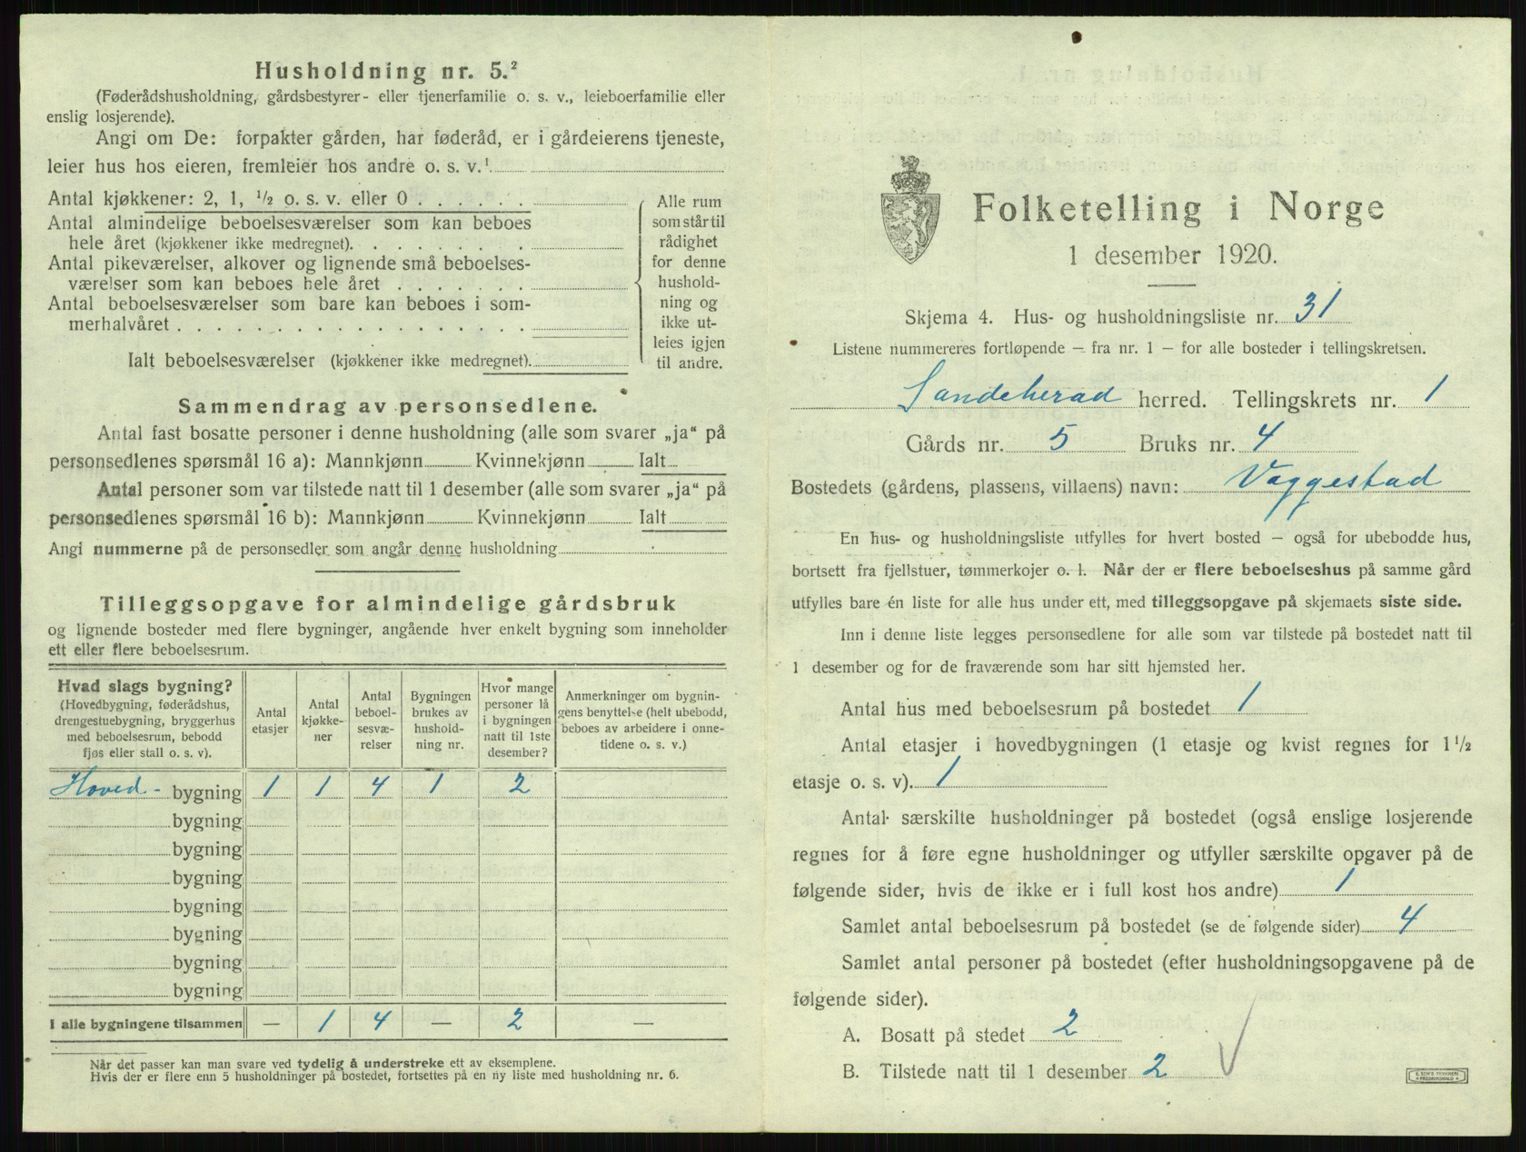 Husholdning nr. 5.²
(Føderådshusholdning, gårdsbestyrer- eller tjenerfamilie o. s. v., leieboerfamilie eller
enslig losjerende).
Angi om De: forpakter gården, har føderåd, er i gårdeierens tjeneste,
leier hus hos eieren, fremleier hos andre o. s. v.¹
Antal kjøkkener: 2, 1, ½ o. s. v. eller 0
Antal almindelige beboelsesværelser som kan beboes
hele året (kjøkkener ikke medregnet).
Antal pikeværelser, alkover og lignende små beboelses-
værelser som kan beboes hele året
Antal beboelsesværelser som bare kan beboes i som-
merhalvåret
Ialt beboelsesværelser (kjøkkener ikke medregnet).
Alle rum
som står til
rådighet
for denne
hushold-
ning og
ikke ut-
leies igjen
til andre.
Sammendrag av personsedlene.
Antal fast bosatte personer i denne husholdning (alle som svarer „ja“ på
personsedlenes spørsmål 16 a): Mannkjønn Kvinnekjønn Ialt
Antal personer som var tilstede natt til 1 desember (alle som svarer „ja“ på
personsedlenes spørsmål 16 b): Mannkjønn Kvinnekjønn Ialt
Angi nummerne på de personsedler som angår denne husholdning
Tilleggsopgave for almindelige gårdsbruk
og lignende bosteder med flere bygninger, angående hver enkelt bygning som inneholder
ett eller flere beboelsesrum.
Hvad slags bygning?
(Hovedbygning, føderådshus,
drengestuebygning, bryggerhus
med beboelsesrum, bebodd
fjøs eller stall o. s. v).
Antal
etasjer
Antal
kjøkke-
ner
Antal
beboel-
sesvæ-
relser
Bygningen
brukes av
hushold-
ning nr.
Hvor mange
personer lå
i bygningen
natt til 1ste
desember?
Anmerkninger om bygnin-
gens benyttelse (helt ubebodd,
beboes av arbeidere i onne-
tidene o. s. v.)
Hoved- bygning 1 1 4 1 2
bygning
bygning
bygning
bygning
bygning
bygning
bygning
I alle bygningene tilsammen — 1 4 — 2 —
Når det passer kan man svare ved tydelig å understreke ett av eksemplene.
Hvis der er flere enn 5 husholdninger på bostedet, fortsettes på en ny liste med husholdning nr. 6.
Folketelling i Norge
1 desember 1920.
Skjema 4. Hus- og husholdningsliste nr. 31
Listene nummereres fortløpende — fra nr. 1 — for alle bosteder i tellingskretsen.
Sandeherad herred. Tellingskrets nr. 1
Gårds nr. 5 Bruks nr. 4
Bostedets (gårdens, plassens, villaens) navn: Vaggestad
En hus- og husholdningsliste utfylles for hvert bosted — også for ubebodde hus,
bortsett fra fjellstuer, tømmerkojer o. l. Når der er flere beboelseshus på samme gård
utfylles bare én liste for alle hus under ett, med tilleggsopgave på skjemaets siste side.
Inn i denne liste legges personsedlene for alle som var tilstede på bostedet natt til
1 desember og for de fraværende som har sitt hjemsted her.
Antal hus med beboelsesrum på bostedet 1
Antal etasjer i hovedbygningen (1 etasje og kvist regnes for 1½
etasje o. s. v). 1
Antal særskilte husholdninger på bostedet (også enslige losjerende
regnes for å føre egne husholdninger og utfyller særskilte opgaver på de
følgende sider, hvis de ikke er i full kost hos andre) 1
Samlet antal beboelsesrum på bostedet (se de følgende sider) 4
Samlet antal personer på bostedet (efter husholdningsopgavene på de
følgende sider).
A. Bosatt på stedet 2
B. Tilstede natt til 1 desember 2